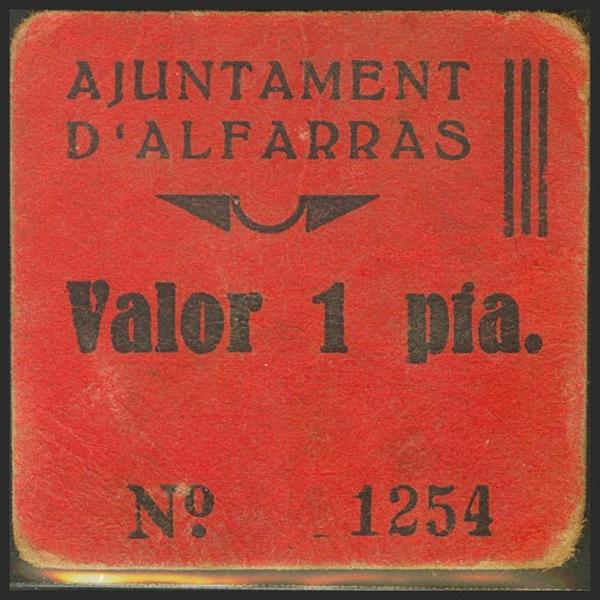 AJUNTAMENT
D'ALFARRAS
Valor 1 pta.
Nº 1254